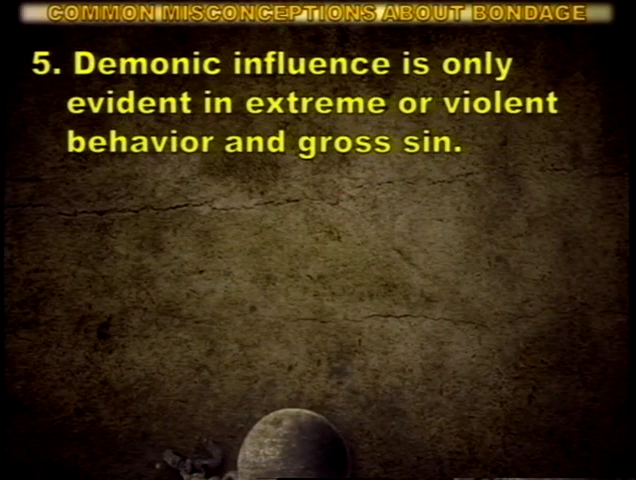 COMMON MISCONCEPTIONS ABOUT BONDAGE
5. Demonic influence is only
evident in extreme or violent
behavior and gross sin.